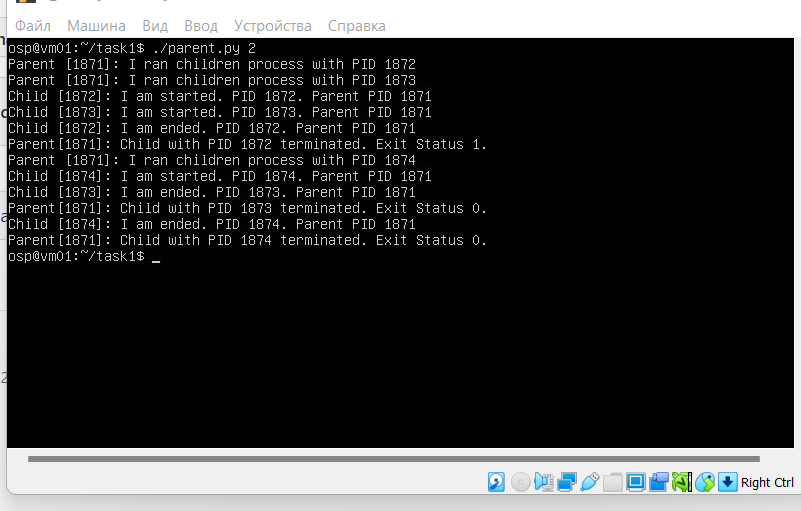 Файл Машина Вид Ввод Устройства Справка
osp@vm01:~/task1$ ./parent.py 2
Parent [1871]: I ran children process with PID 1872
Parent [1871]: I ran children process with PID 1873
Child [1872]: I am started. PID 1872. Parent PID 1871
Child [1873]: I am started. PID 1873. Parent PID 1871
Child [1872]: I am ended. PID 1872. Parent PID 1871
Parent[1871]: Child with PID 1872 terminated. Exit Status 1.
Parent [1871]: I ran children process with PID 1874
Child [1874]: I am started. PID 1874. Parent PID 1871
Child [1873]: I am ended. PID 1873. Parent PID 1871
Parent[1871]: Child with PID 1873 terminated. Exit Status 0.
Child [1874]: I am ended. PID 1874. Parent PID 1871
Parent[1871]: Child with PID 1874 terminated. Exit Status 0.
osp@vm01:~/task1$ _
Right Ctrl